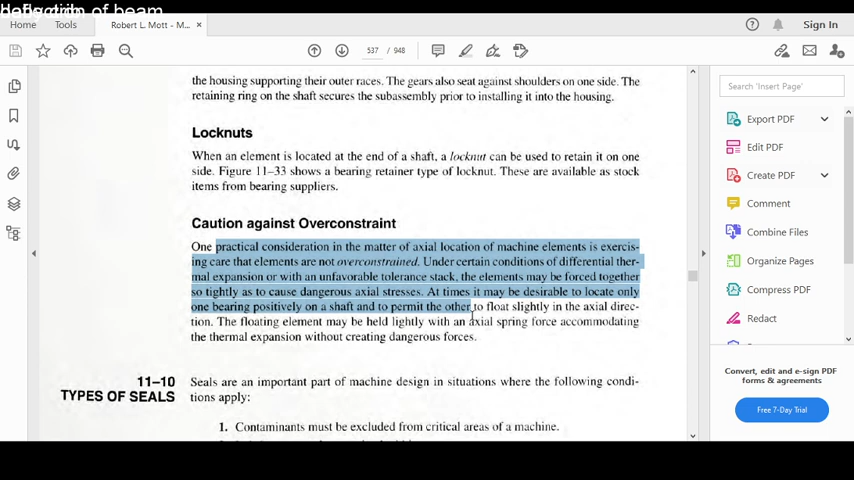 of beam
Home Tools Robert L. Mott - M... × Sign In
537 / 948
the housing supporting their outer races. The gears also seat against shoulders on one side. The
retaining ring on the shaft secures the subassembly prior to installing it into the housing.
Locknuts
When an element is located at the end of a shaft, a locknut can be used to retain it on one
side. Figure 11–33 shows a bearing retainer type of locknut. These are available as stock
items from bearing suppliers.
Caution against Overconstraint
One practical consideration in the matter of axial location of machine elements is exercis-
ing care that elements are not overconstrained. Under certain conditions of differential ther-
mal expansion or with an unfavorable tolerance stack, the elements may be forced together
so tightly as to cause dangerous axial stresses. At times it may be desirable to locate only
one bearing positively on a shaft and to permit the other to float slightly in the axial direc-
tion. The floating element may be held lightly with an axial spring force accommodating
the thermal expansion without creating dangerous forces.
11–10
TYPES OF SEALS
Seals are an important part of machine design in situations where the following condi-
tions apply:
1. Contaminants must be excluded from critical areas of a machine.
Search 'Insert Page'
Export PDF
Edit PDF
Create PDF
Comment
Combine Files
Organize Pages
Compress PDF
Redact
Convert, edit and e-sign PDF
forms & agreements
Free 7-Day Trial